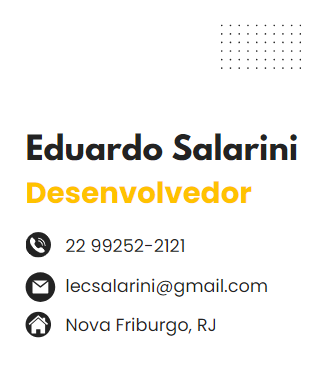 Eduardo Salarini
Desenvolvedor
22 99252-2121
lecsalarini@gmail.com
Nova Friburgo, RJ